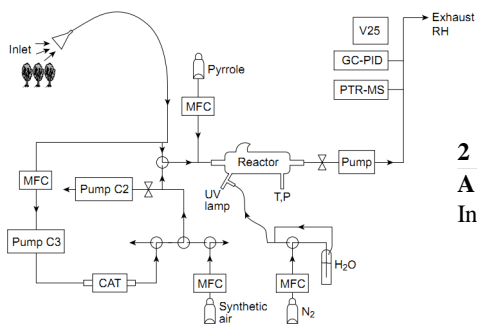 Exhaust
RH
V25
Inlet
GC-PID
Pyrrole
PTR-MS
MFC
Reactor
Pump
MFC
Pump C2
UV
lamp
T,P
Pump C3
H₂O
CAT
MFC
MFC
Synthetic
air
N₂
2
A
In